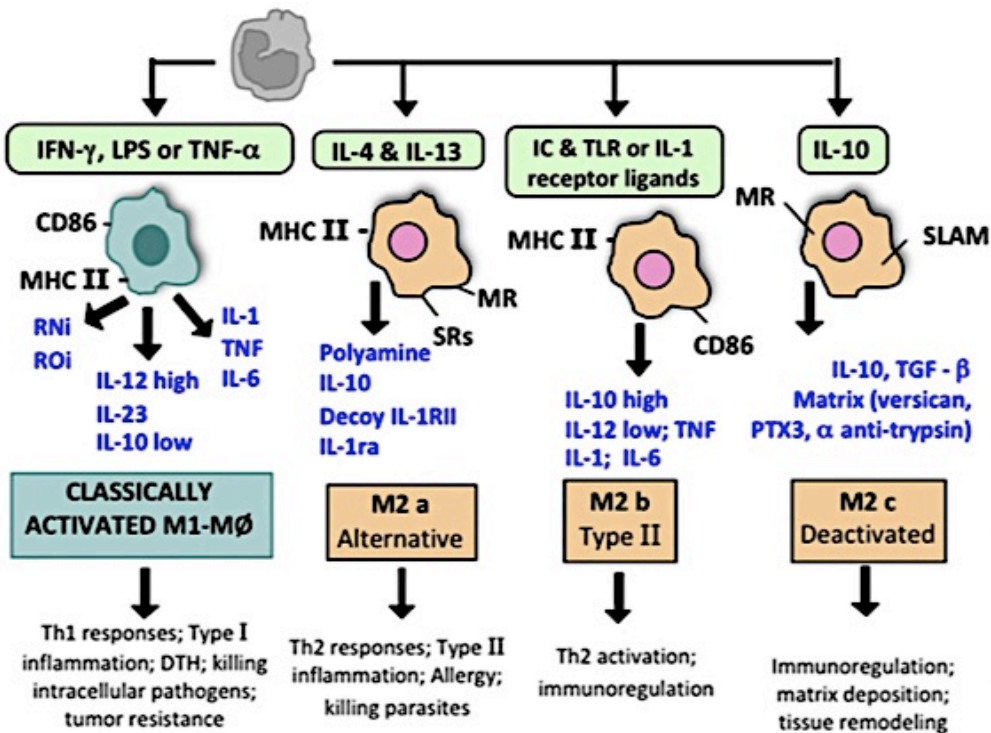 IFN-γ, LPS or TNF-α
IL-4 & IL-13
IC & TLR or IL-1
receptor ligands
IL-10
CD86
MHC II
RNi
ROi
IL-12 high
IL-23
IL-10 low
IL-1
TNF
IL-6
MHC II
MR
SRs
Polyamine
IL-10
Decoy IL-1RII
IL-1ra
MHC II
CD86
IL-10 high
IL-12 low; TNF
IL-1; IL-6
MR
SLAM
IL-10, TGF - β
Matrix (versican,
PTX3, α anti-trypsin)
CLASSICALLY
ACTIVATED M1-MØ
M2 a
Alternative
M2 b
Type II
M2 c
Deactivated
Th1 responses; Type I
inflammation; DTH; killing
intracellular pathogens;
tumor resistance
Th2 responses; Type II
inflammation; Allergy;
killing parasites
Th2 activation;
immunoregulation
Immunoregulation;
matrix deposition;
tissue remodeling